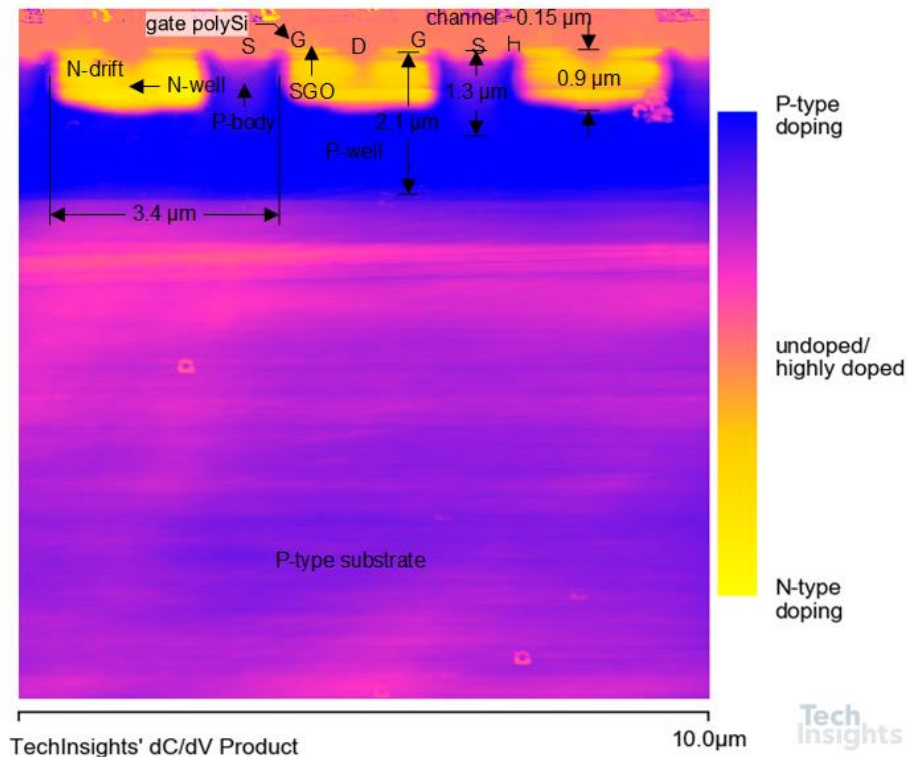 channel ~0.15 µm
gate polySi
S
G
D
G
S
N-drift
N-well
SGO
P-body
1.3 µm
0.9 µm
2.1 µm
P-well
3.4 µm
P-type substrate
P-type
doping
undoped/
highly doped
N-type
doping
TechInsights' dC/dV Product
10.0µm
Tech
Insights